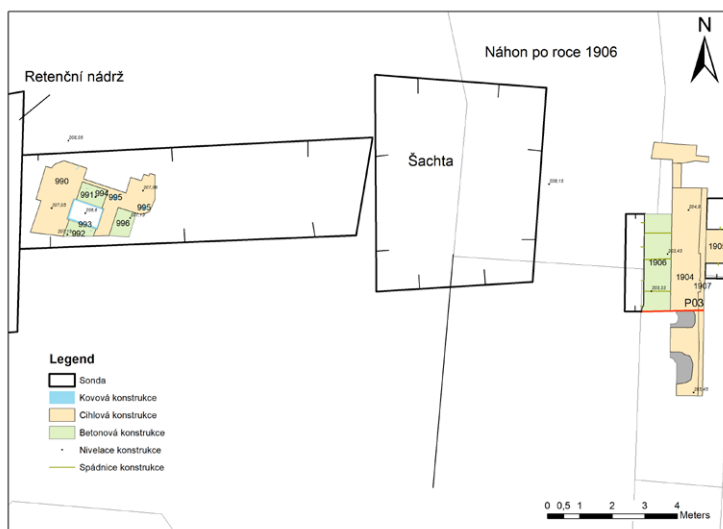 Náhon po roce 1906
N
Retenční nádrž
Šachta
990
991
994
995
995
993
992
996
1906
1904
1907
1905
P03
Legend
Sonda
Kovová konstrukce
Cihlová konstrukce
Betonová konstrukce
Nivelace konstrukce
Spádnice konstrukce
0 0,5 1 2 3 4
Meters